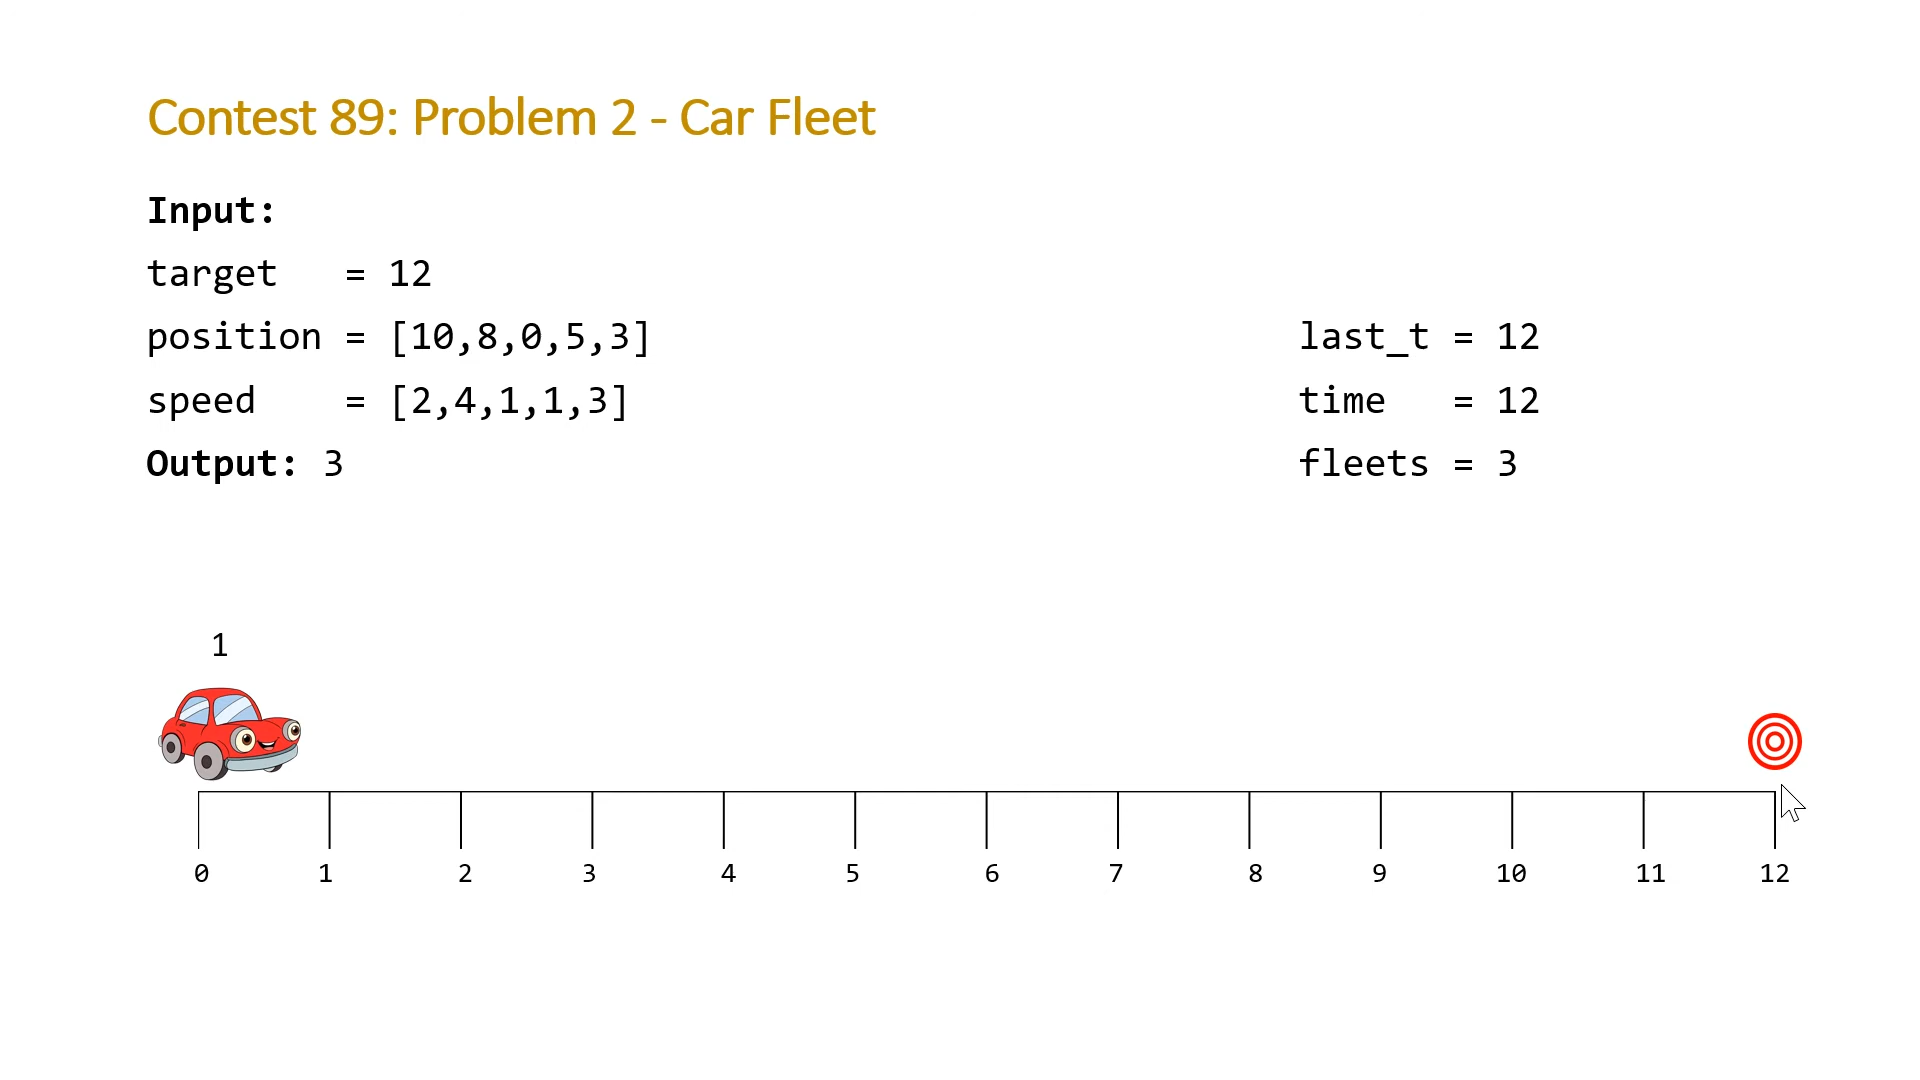 Contest 89: Problem 2 - Car Fleet
Input:
target   = 12
position = [10,8,0,5,3]
speed    = [2,4,1,1,3]
Output: 3
last_t = 12
time   = 12
fleets = 3
1
0 1 2 3 4 5 6 7 8 9 10 11 12